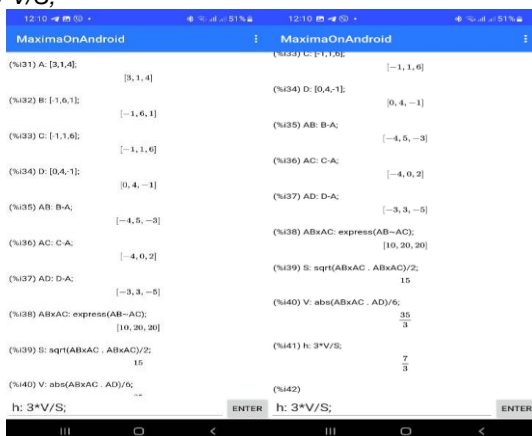 V/S;
12:10
51%
MaximaOnAndroid
(%i31) A: [3,1,4];
[3, 1, 4]
(%i32) B: [-1,6,1];
[−1, 6, 1]
(%i33) C: [-1,1,6];
[−1, 1, 6]
(%i34) D: [0,4,-1];
[0, 4, −1]
(%i35) AB: B-A;
[−4, 5, −3]
(%i36) AC: C-A;
[−4, 0, 2]
(%i37) AD: D-A;
[−3, 3, −5]
(%i38) ABxAC: express(AB~AC);
[10, 20, 20]
(%i39) S: sqrt(ABxAC . ABxAC)/2;
15
(%i40) V: abs(ABxAC . AD)/6;
h: 3*V/S;
ENTER
12:10
51%
MaximaOnAndroid
(%i33) C: [-1,1,6];
[−1, 1, 6]
(%i34) D: [0,4,-1];
[0, 4, −1]
(%i35) AB: B-A;
[−4, 5, −3]
(%i36) AC: C-A;
[−4, 0, 2]
(%i37) AD: D-A;
[−3, 3, −5]
(%i38) ABxAC: express(AB~AC);
[10, 20, 20]
(%i39) S: sqrt(ABxAC . ABxAC)/2;
15
(%i40) V: abs(ABxAC . AD)/6;
35
3
(%i41) h: 3*V/S;
7
3
(%i42)
h: 3*V/S;
ENTER